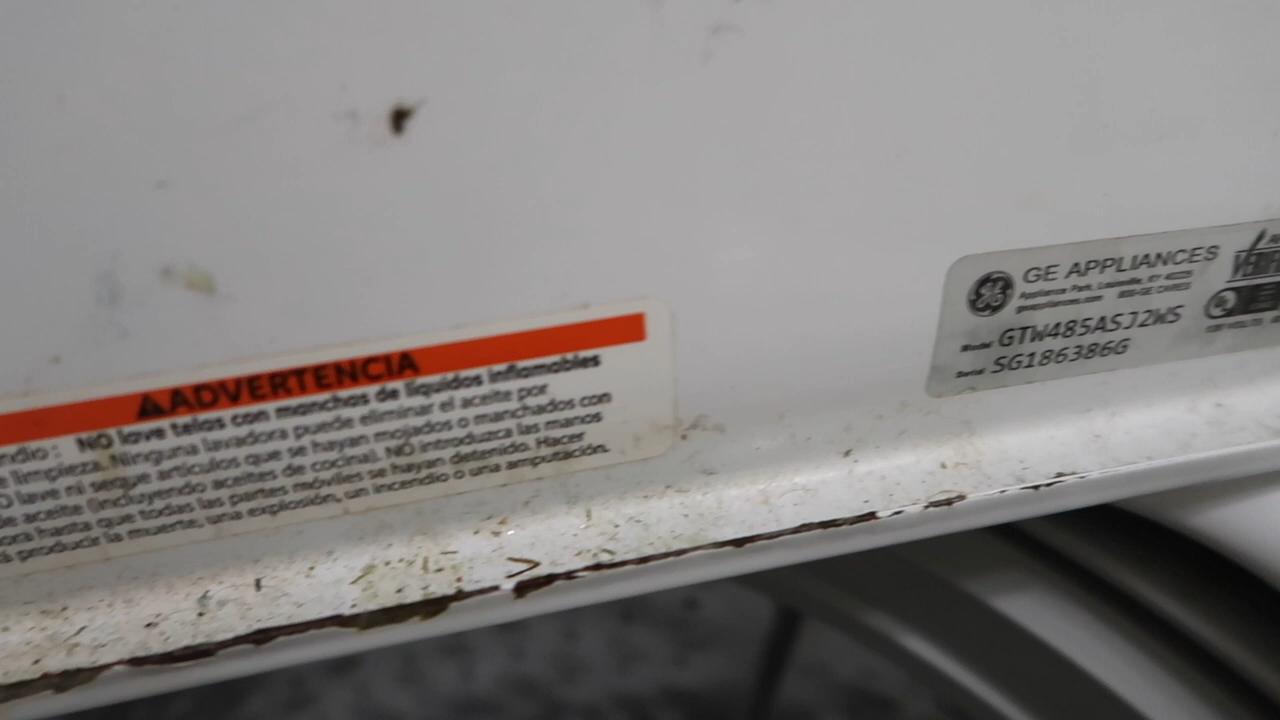 ADVERTENCIA
ndio: NO lave telas con manchas de líquidos inflamables
limpieza. Ninguna lavadora puede eliminar el aceite por
O lave ni seque artículos que se hayan mojados o manchados con
de aceite (incluyendo aceites de cocina). NO introduzca las manos
ora hasta que todas las partes móviles se hayan detenido. Hacer
producir la muerte, una explosión, un incendio o una amputación.
GE APPLIANCES
Appliance Park, Louisville, KY 40225
geappliances.com 800-GE CARES
Model GTW485ASJ2WS
Serial SG186386G